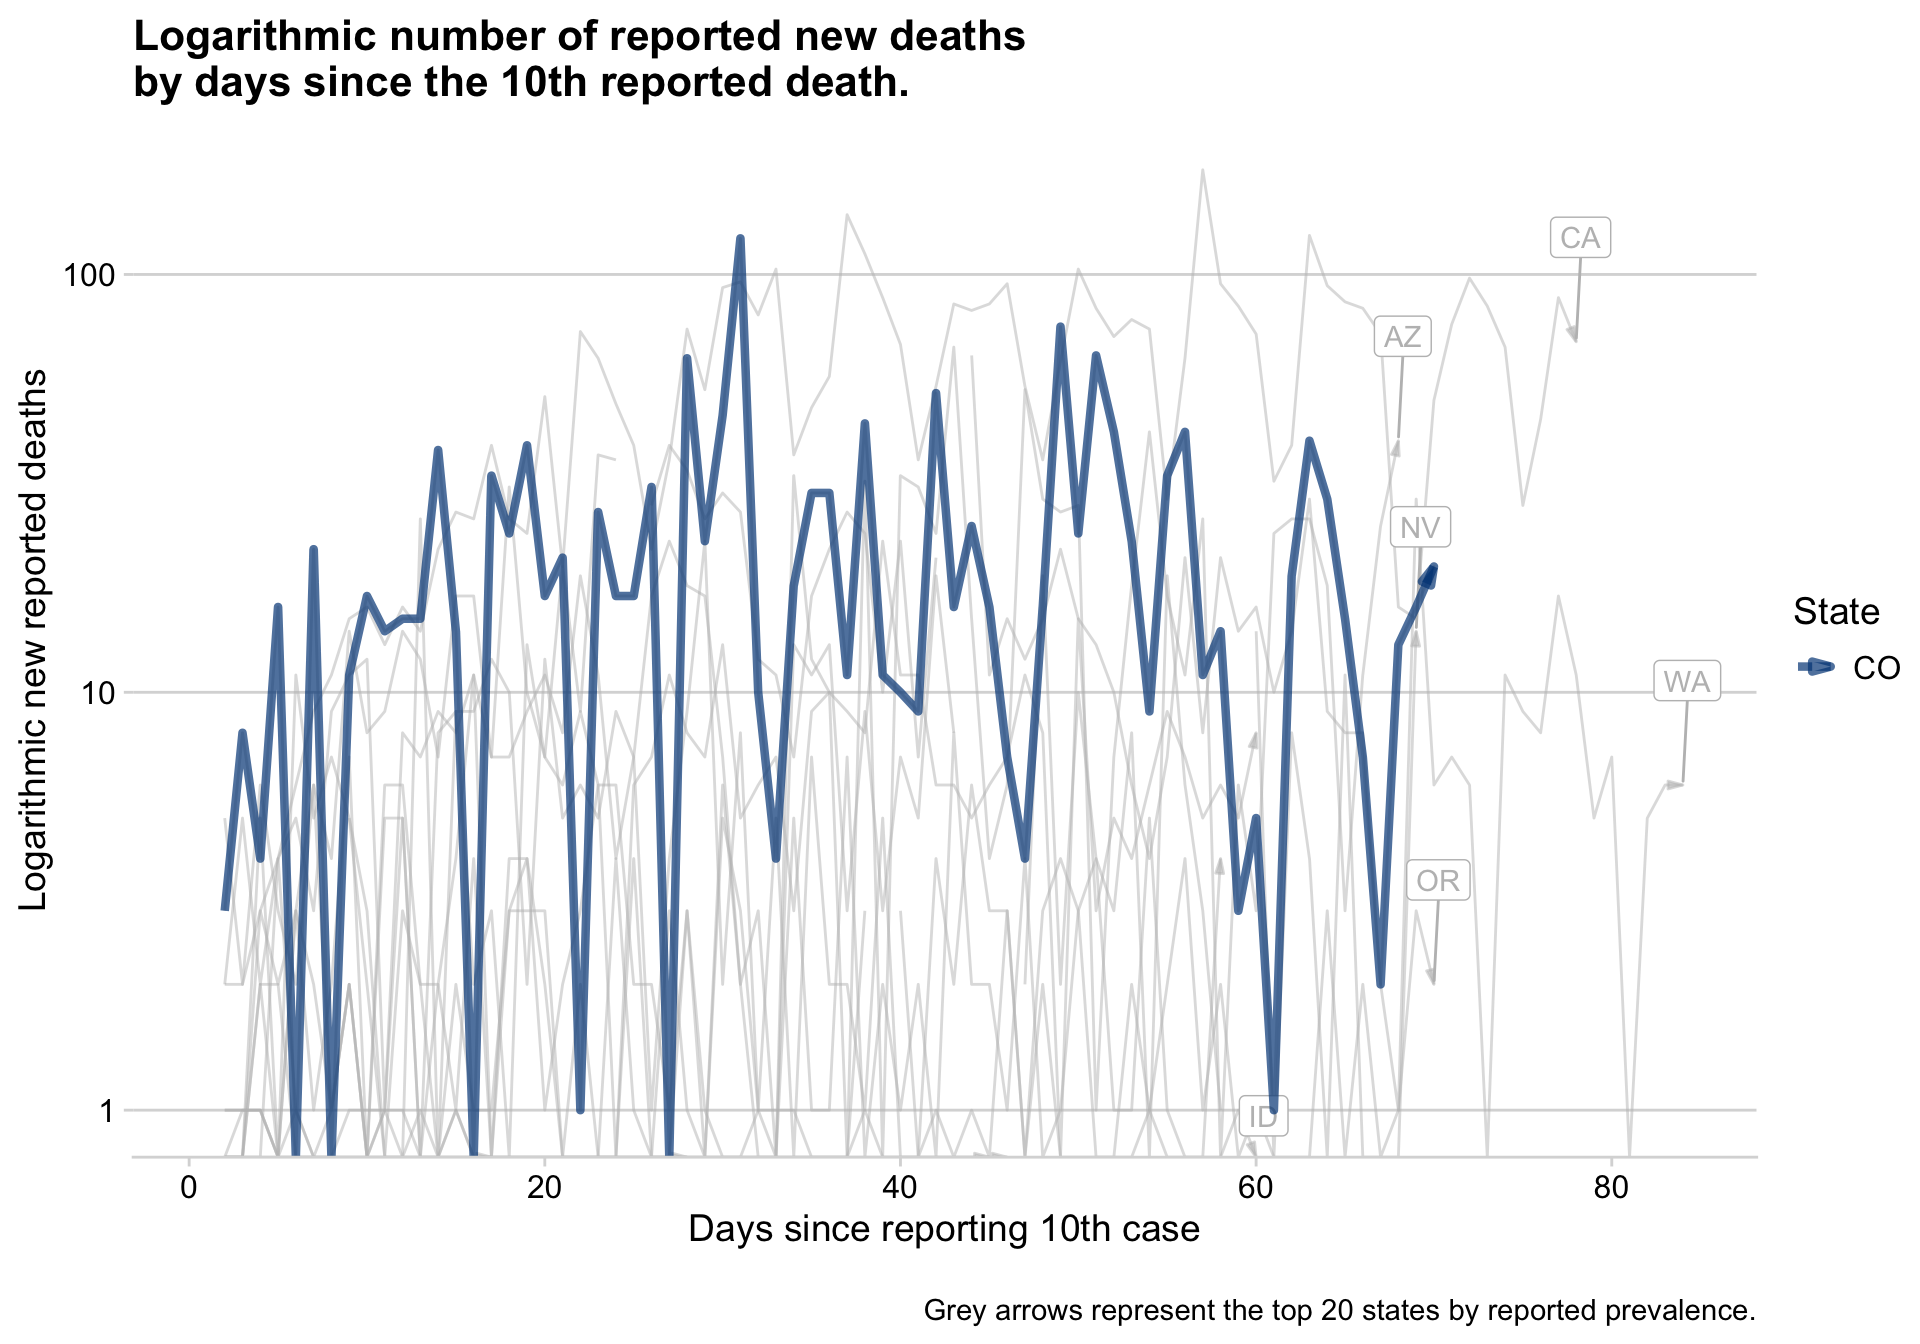 Logarithmic number of reported new deaths
by days since the 10th reported death.
Logarithmic new reported deaths
100
10
1
CA
AZ
NV
WA
OR
ID
State
CO
0
20
40
60
80
Days since reporting 10th case
Grey arrows represent the top 20 states by reported prevalence.